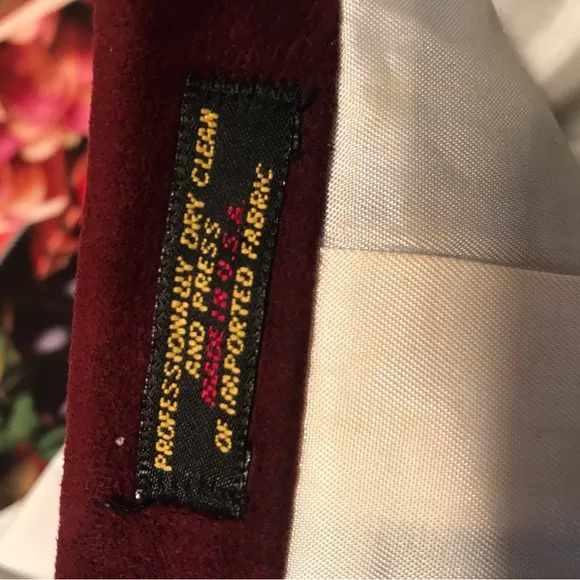 PROFESSIONALLY DRY CLEAN
AND PRESS
MADE IN U.S.A.
OF IMPORTED FABRIC